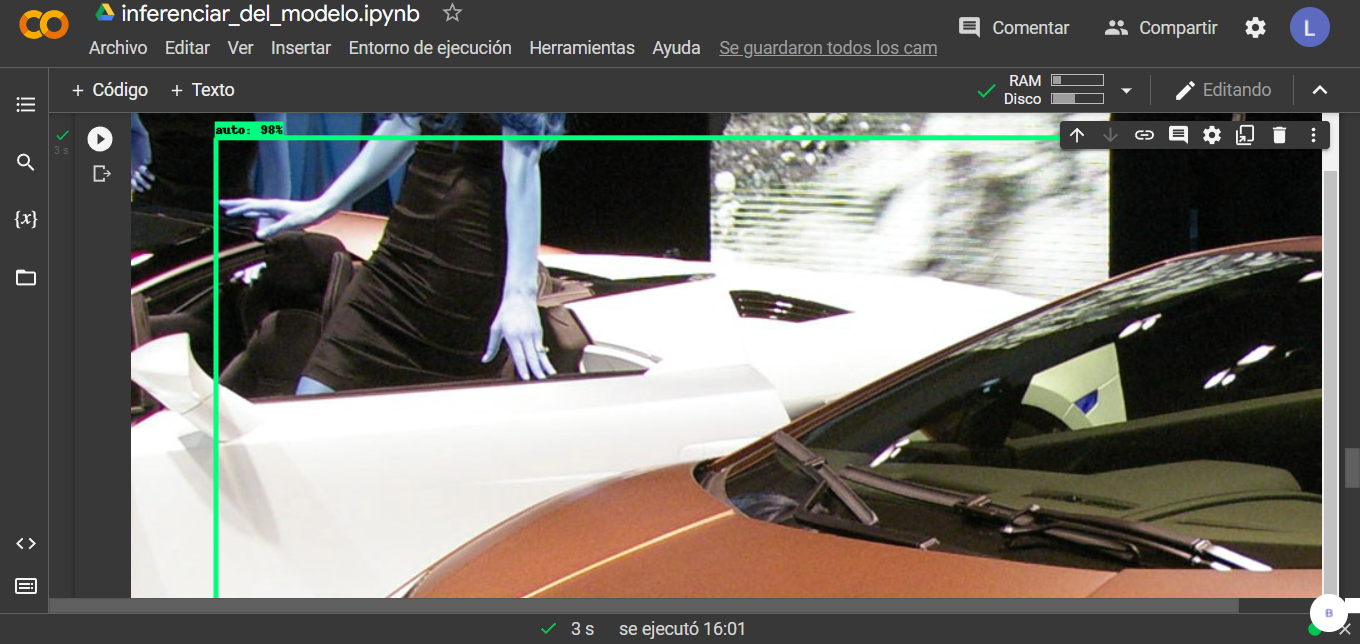 inferenciar_del_modelo.ipynb
Archivo Editar Ver Insertar Entorno de ejecución Herramientas Ayuda Se guardaron todos los cam
Comentar Compartir L
+ Código + Texto
RAM
Disco
Editando
auto: 98%
3 s
{x}
3 s se ejecutó 16:01
B